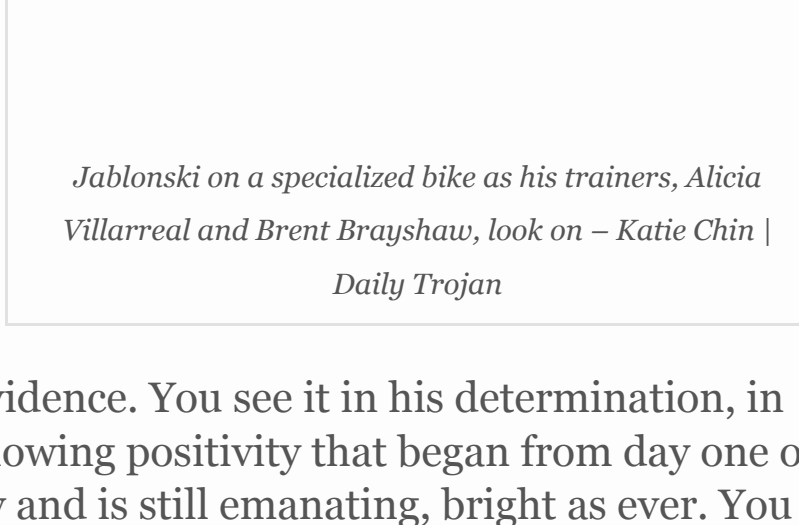 Jablonski on a specialized bike as his trainers, Alicia
Villarreal and Brent Brayshaw, look on – Katie Chin |
Daily Trojan
vidence. You see it in his determination, in
lowing positivity that began from day one o
y and is still emanating, bright as ever. You